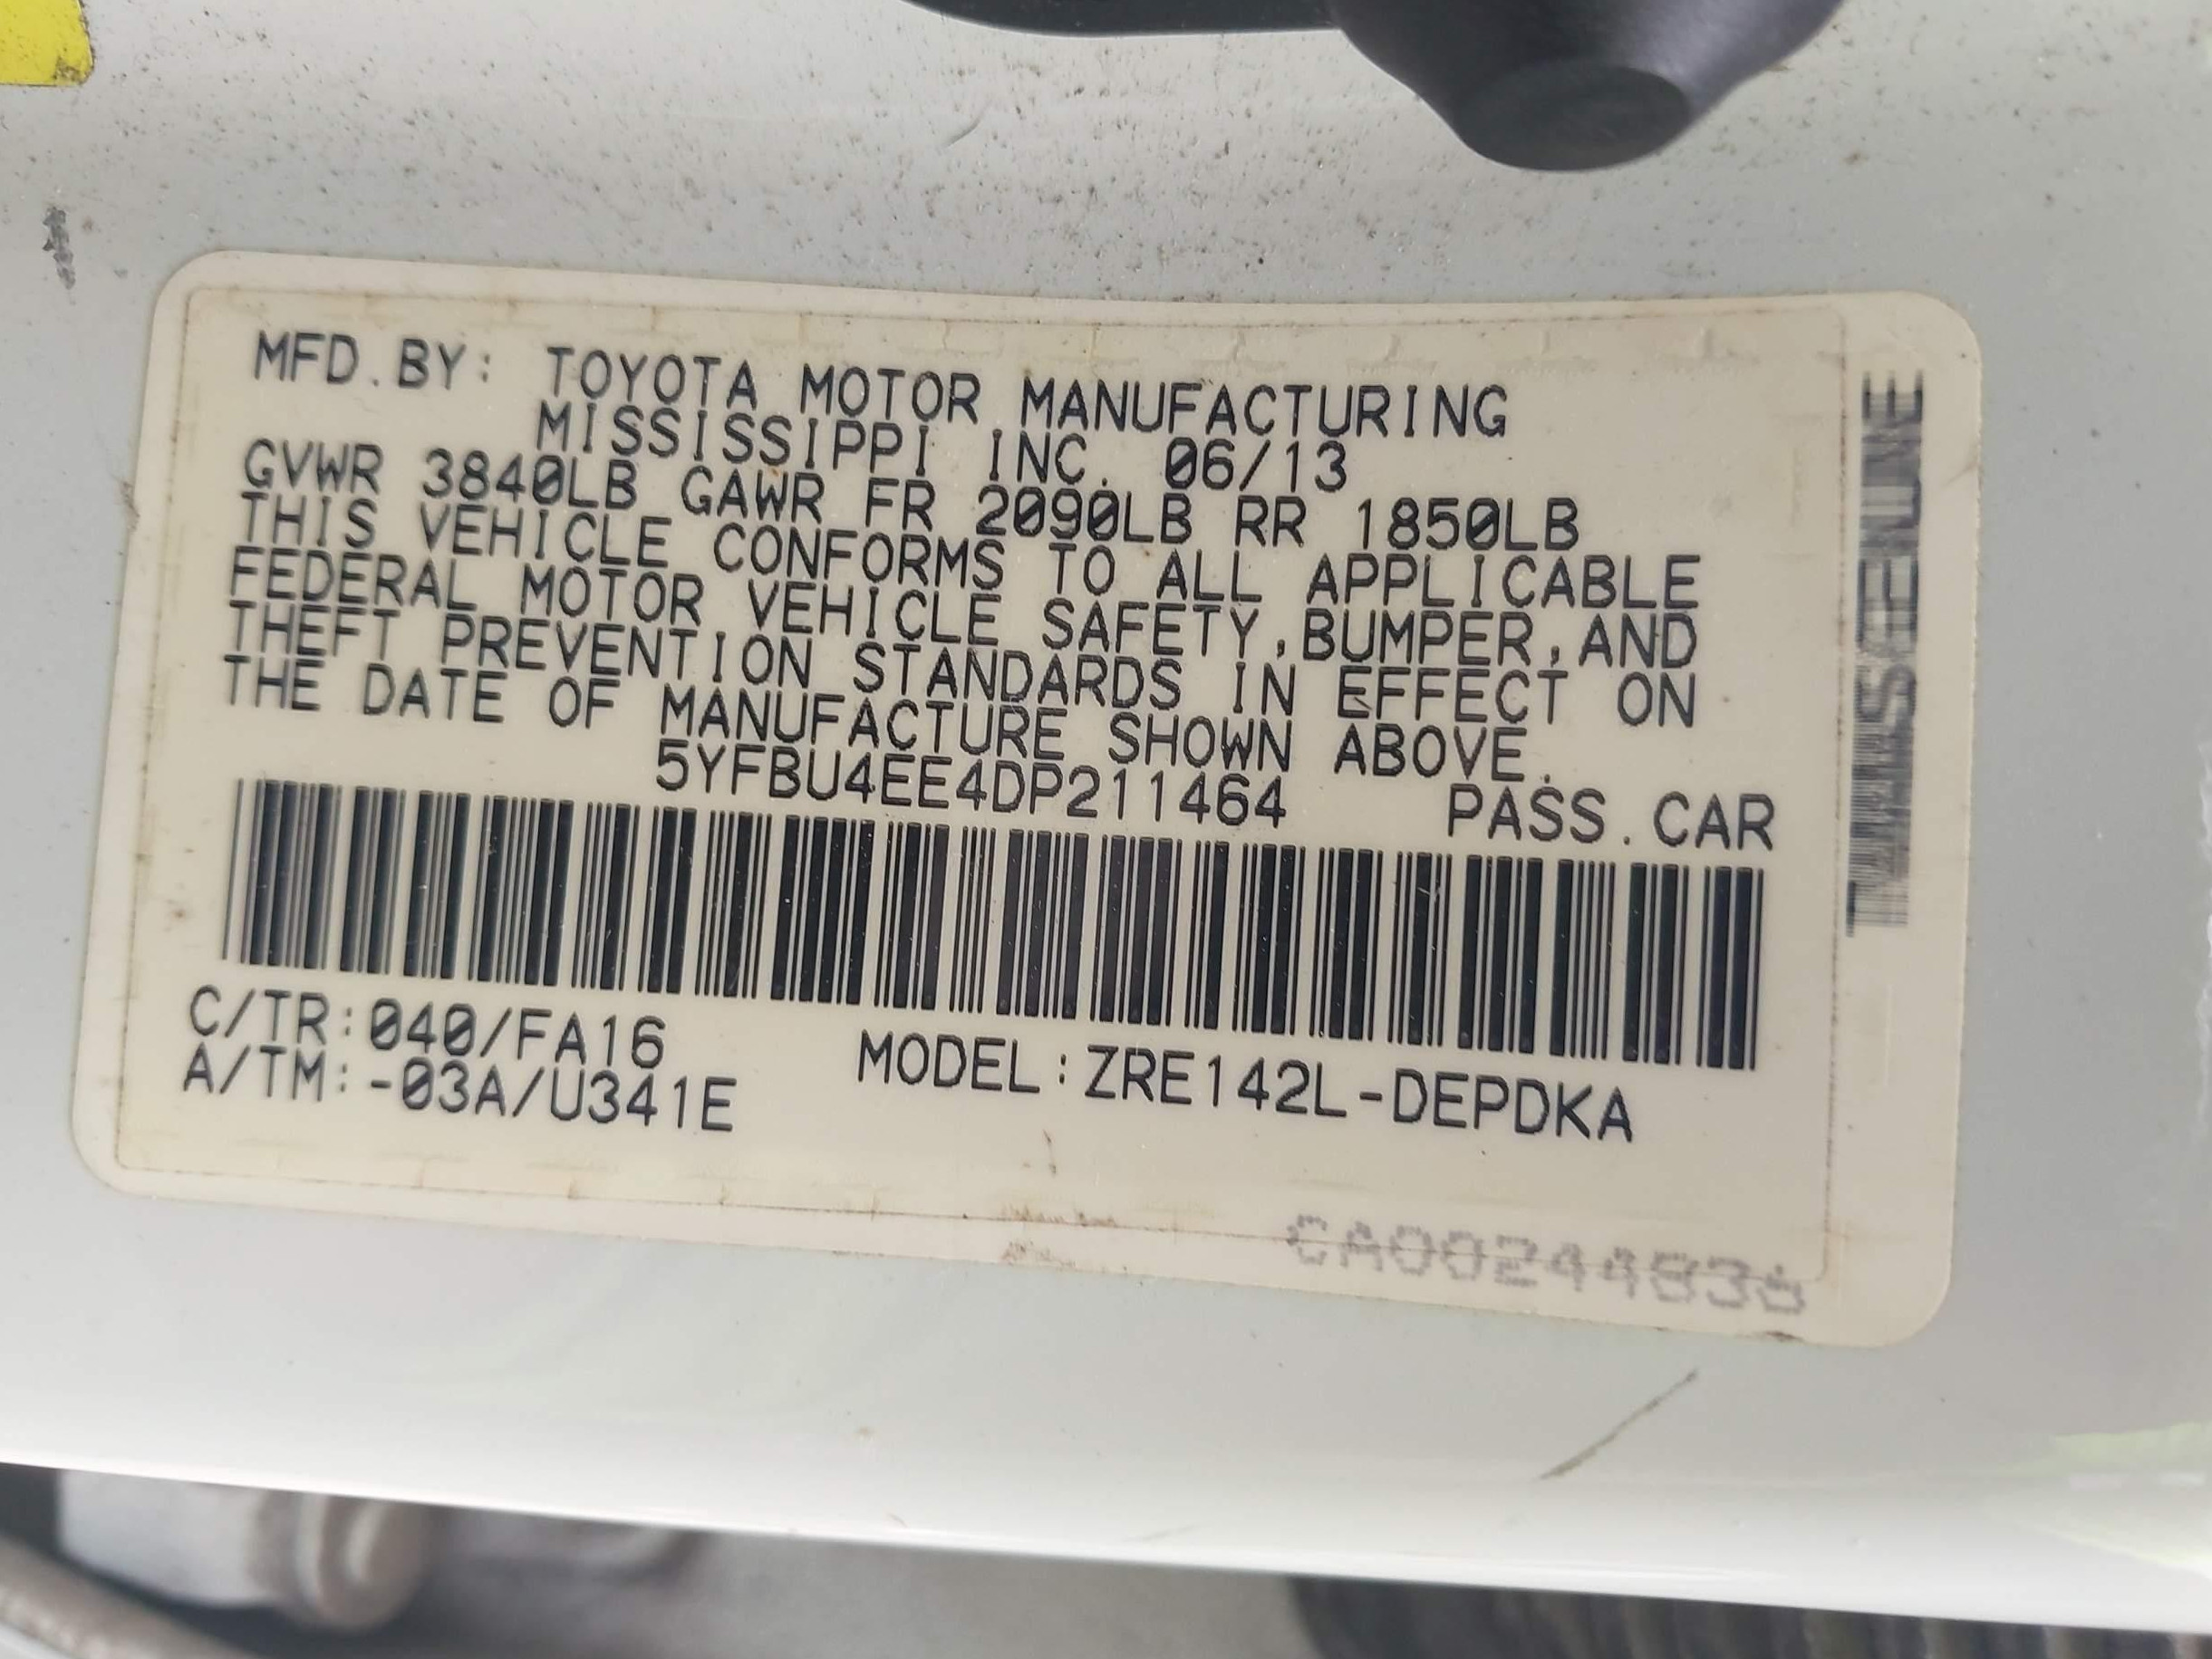 MFD.BY: TOYOTA MOTOR MANUFACTURING
MISSISSIPPI INC. 06/13
GVWR 3840LB GAWR FR 2090LB RR 1850LB
THIS VEHICLE CONFORMS TO ALL APPLICABLE
FEDERAL MOTOR VEHICLE SAFETY,BUMPER,AND
THEFT PREVENTION STANDARDS IN EFFECT ON
THE DATE OF MANUFACTURE SHOWN ABOVE.
5YFBU4EE4DP211464 PASS.CAR
C/TR:040/FA16 MODEL:ZRE142L-DEPDKA
A/TM:-03A/U341E
CA00244836